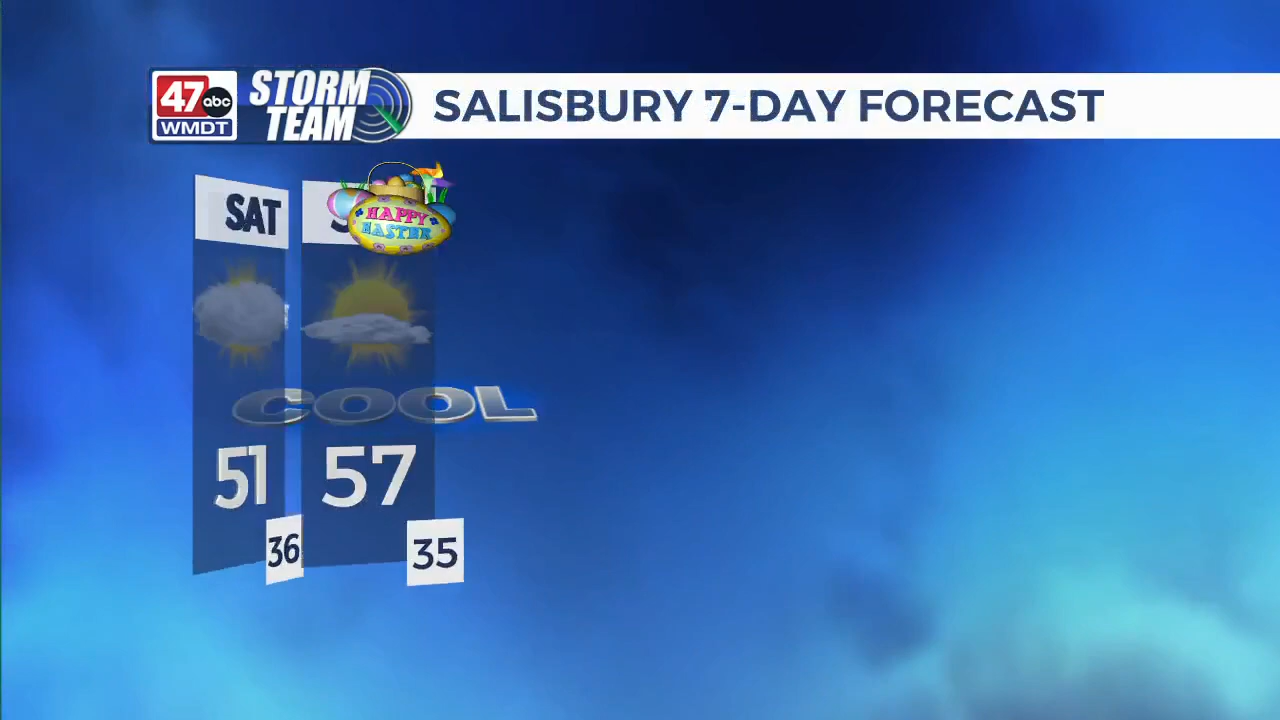 47 abc
WMDT
STORM
TEAM
SALISBURY 7-DAY FORECAST
SAT
HAPPY
EASTER
COOL
51
57
36
35